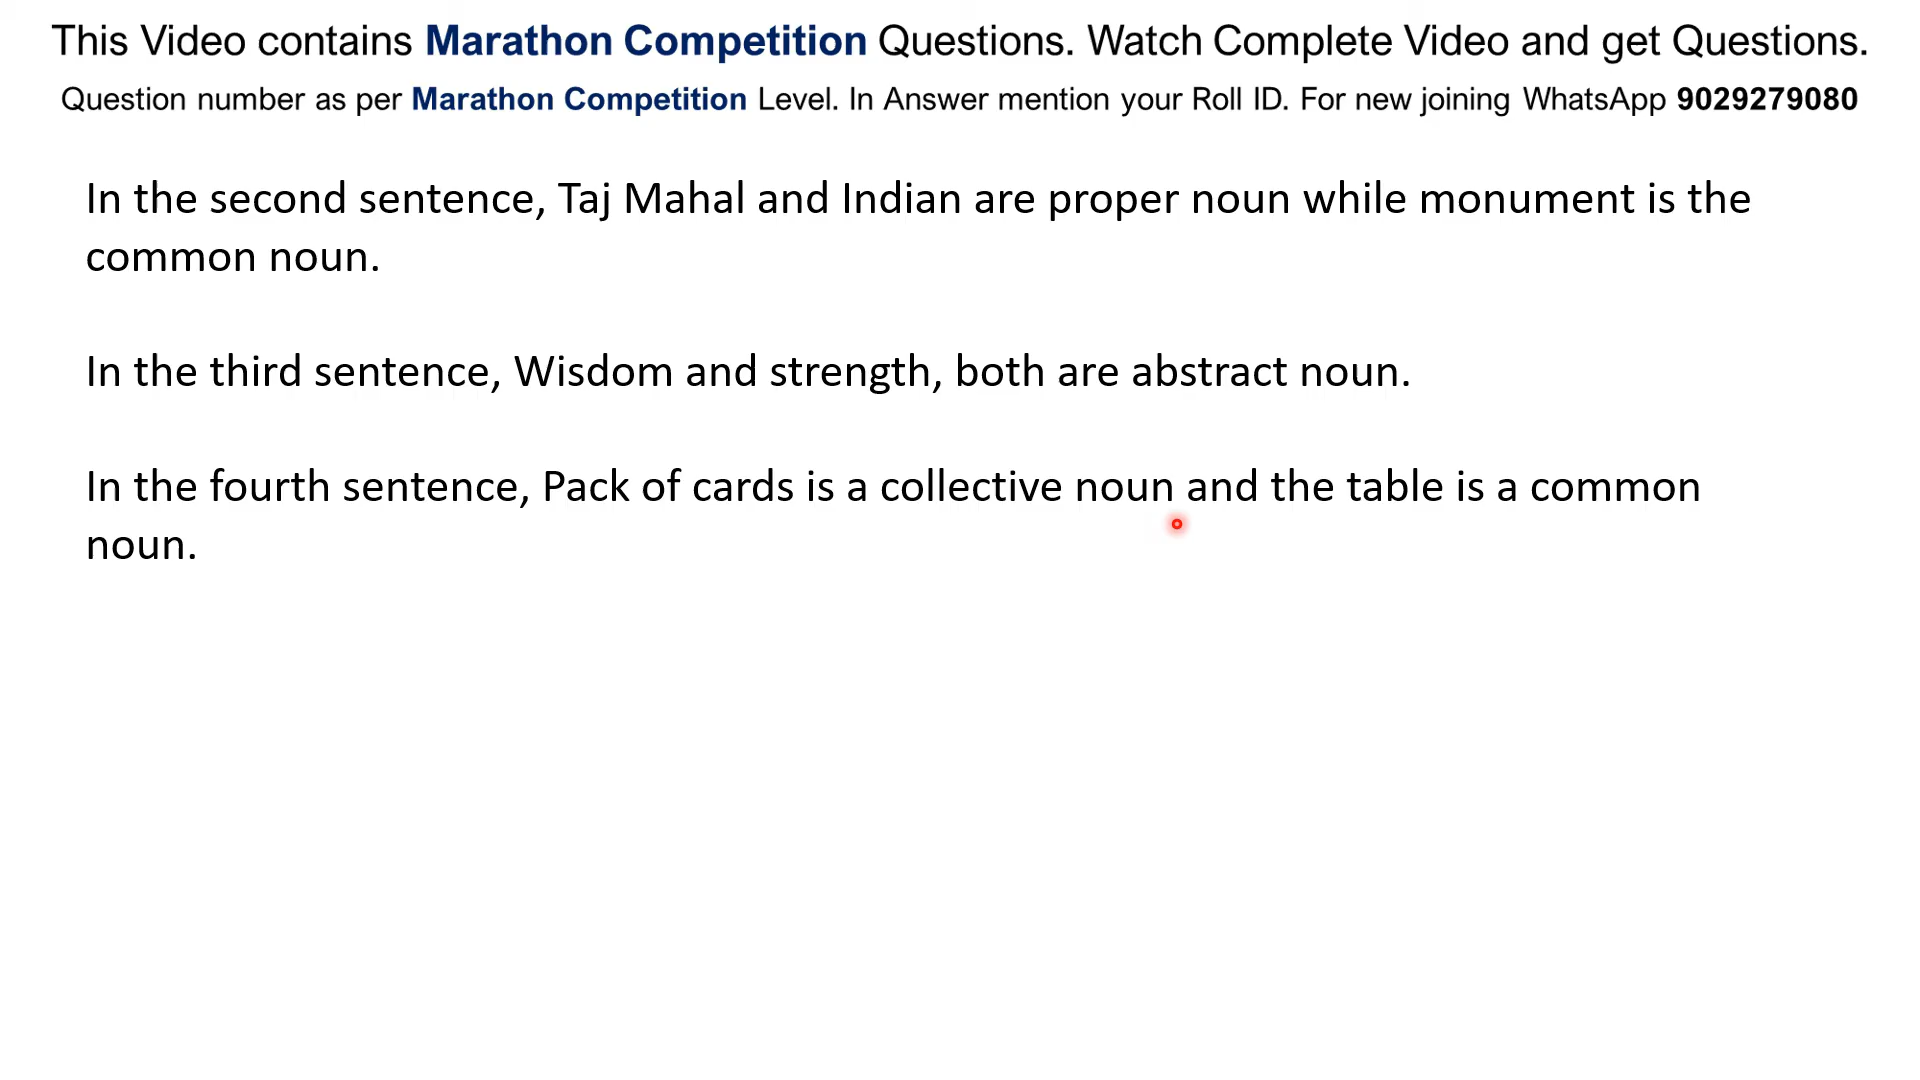 This Video contains Marathon Competition Questions. Watch Complete Video and get Questions.
Question number as per Marathon Competition Level. In Answer mention your Roll ID. For new joining WhatsApp 9029279080
In the second sentence, Taj Mahal and Indian are proper noun while monument is the
common noun.
In the third sentence, Wisdom and strength, both are abstract noun.
In the fourth sentence, Pack of cards is a collective noun and the table is a common
noun.